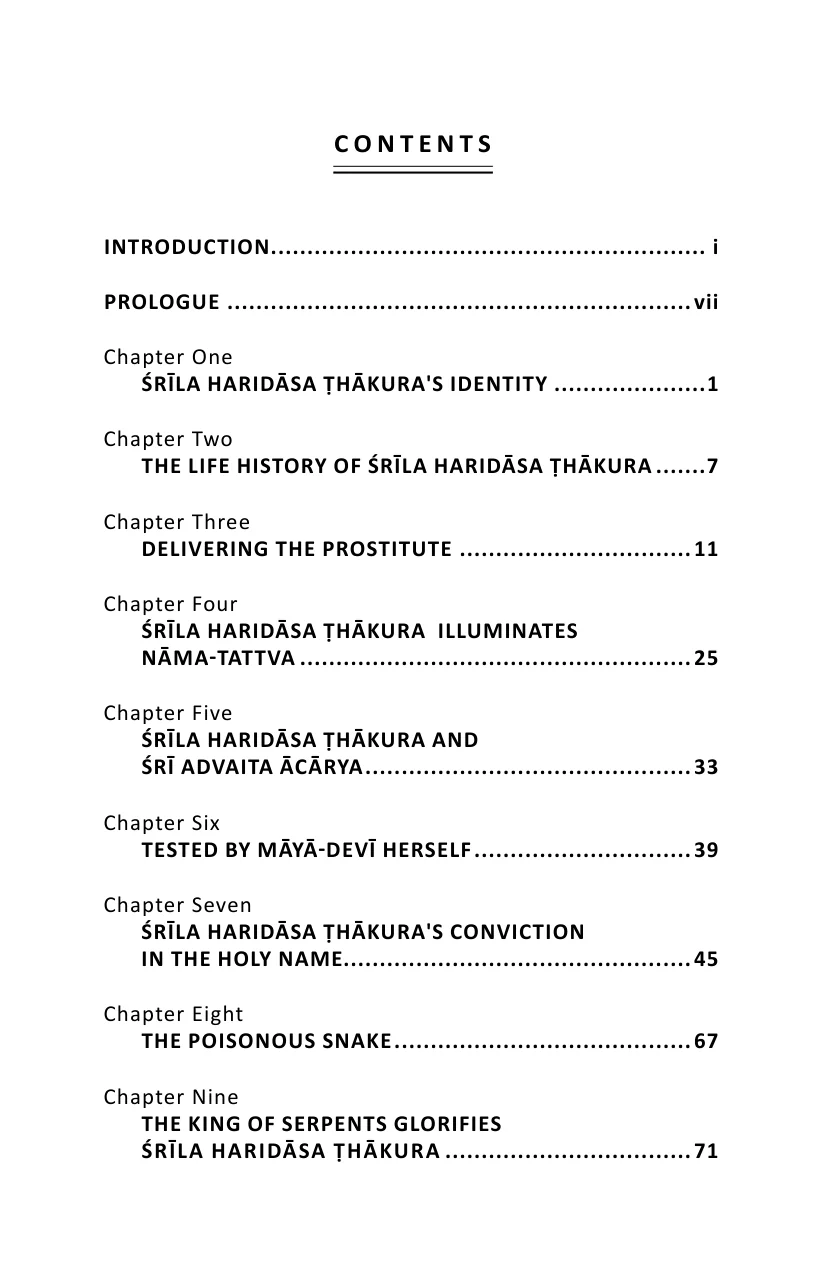 CONTENTS
INTRODUCTION........................................................... i
PROLOGUE ...............................................................vii
Chapter One
ŚRĪLA HARIDĀSA ṬHĀKURA'S IDENTITY .....................1
Chapter Two
THE LIFE HISTORY OF ŚRĪLA HARIDĀSA ṬHĀKURA.......7
Chapter Three
DELIVERING THE PROSTITUTE ................................11
Chapter Four
ŚRĪLA HARIDĀSA ṬHĀKURA  ILLUMINATES
NĀMA-TATTVA ......................................................25
Chapter Five
ŚRĪLA HARIDĀSA ṬHĀKURA AND
ŚRĪ ADVAITA ĀCĀRYA.............................................33
Chapter Six
TESTED BY MĀYĀ-DEVĪ HERSELF..............................39
Chapter Seven
ŚRĪLA HARIDĀSA ṬHĀKURA'S CONVICTION
IN THE HOLY NAME................................................45
Chapter Eight
THE POISONOUS SNAKE.........................................67
Chapter Nine
THE KING OF SERPENTS GLORIFIES
ŚRĪLA HARIDĀSA ṬHĀKURA ..................................71